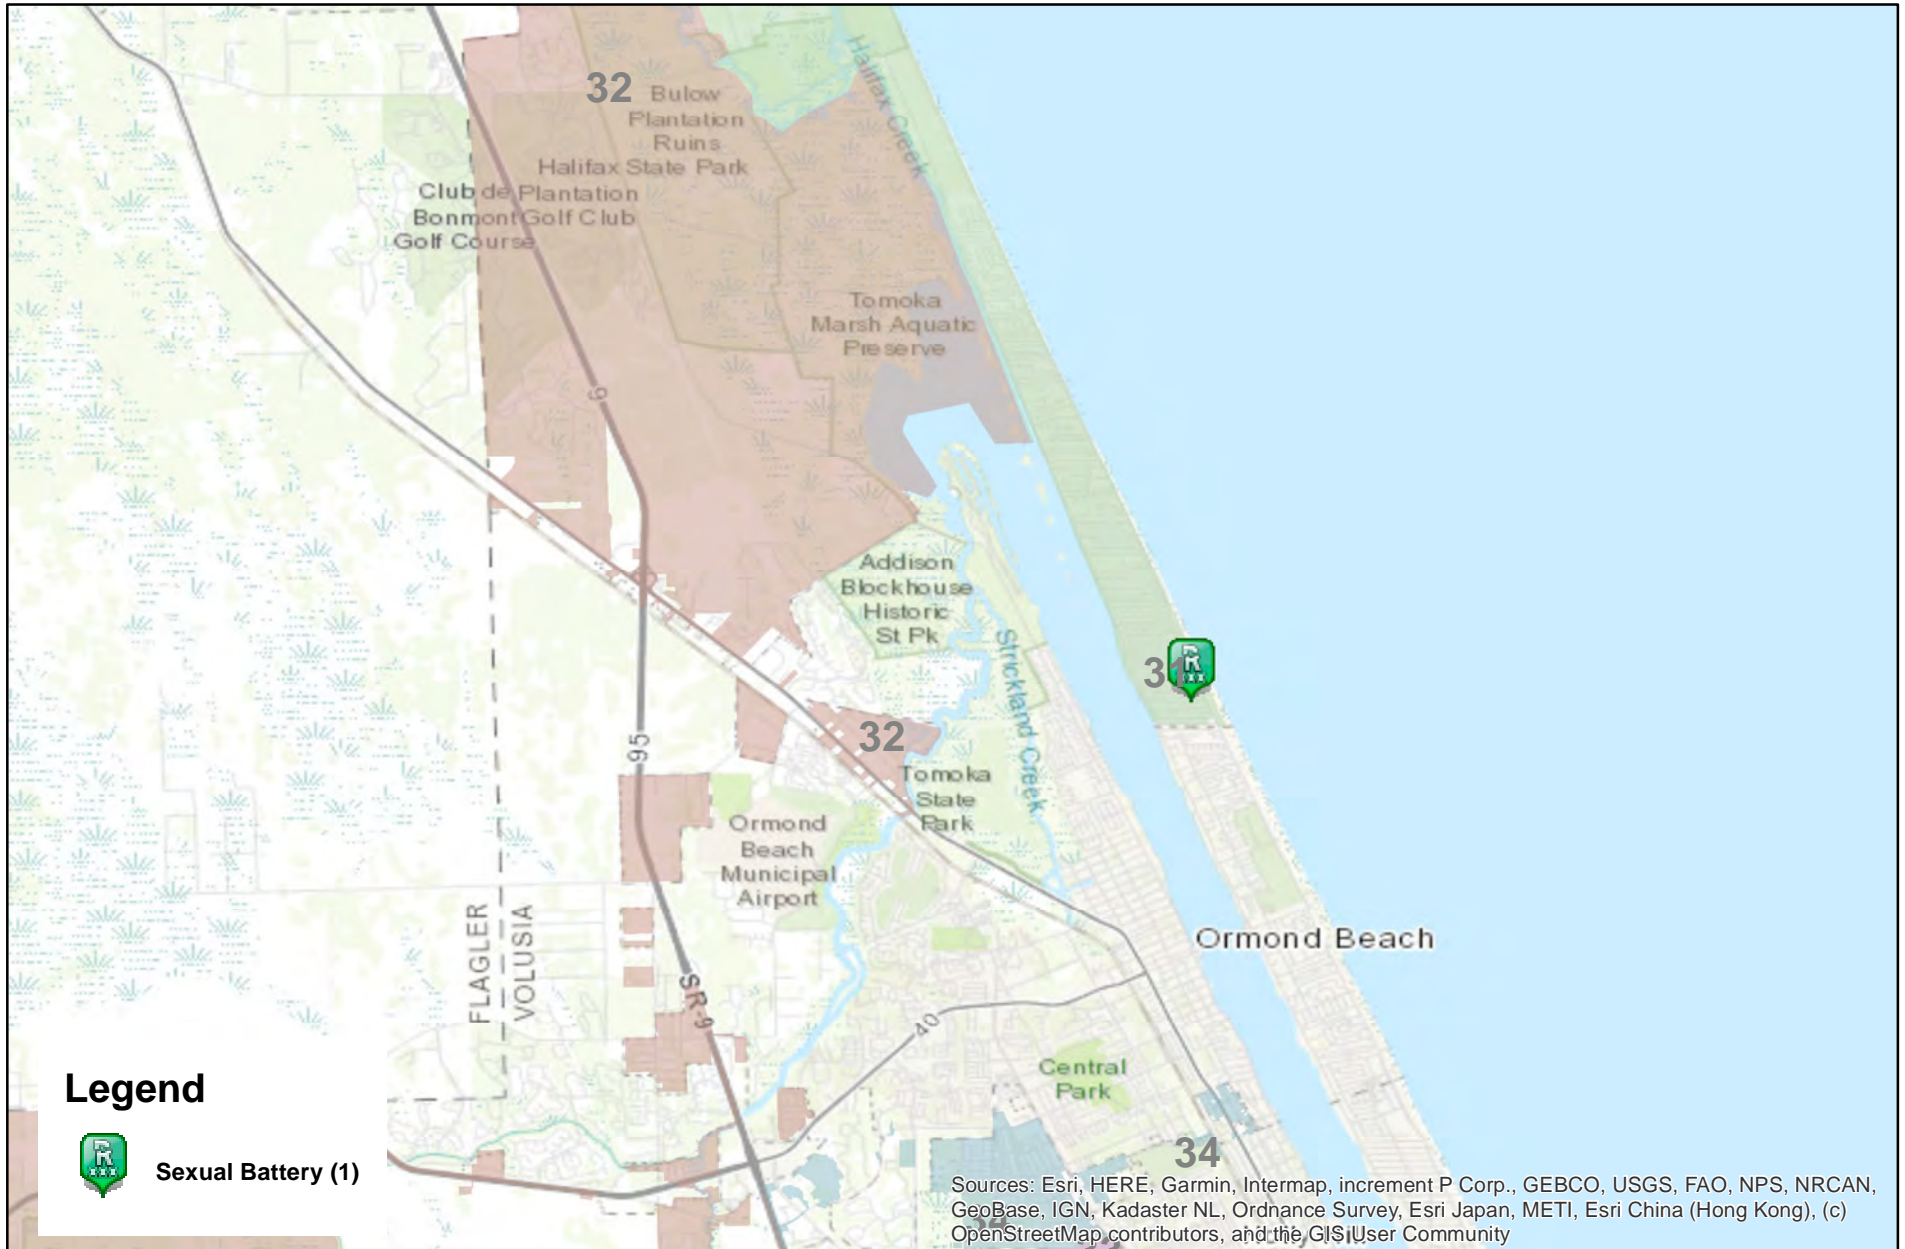 32
Bulow
Plantation
Ruins
Halifax State Park
Halifax Creek
Club de Plantation
Bonmont Golf Club
Golf Course
Tomoka
Marsh Aquatic
Preserve
9
Addison
Blockhouse
Historic
St Pk
Strickland Creek
31
R
95
32
Tomoka
State
Park
Ormond
Beach
Municipal
Airport
FLAGLER
VOLUSIA
SR-9
40
Ormond Beach
Central
Park
34
34
Legend
R
Sexual Battery (1)
Sources: Esri, HERE, Garmin, Intermap, increment P Corp., GEBCO, USGS, FAO, NPS, NRCAN,
GeoBase, IGN, Kadaster NL, Ordnance Survey, Esri Japan, METI, Esri China (Hong Kong), (c)
OpenStreetMap contributors, and the GIS User Community